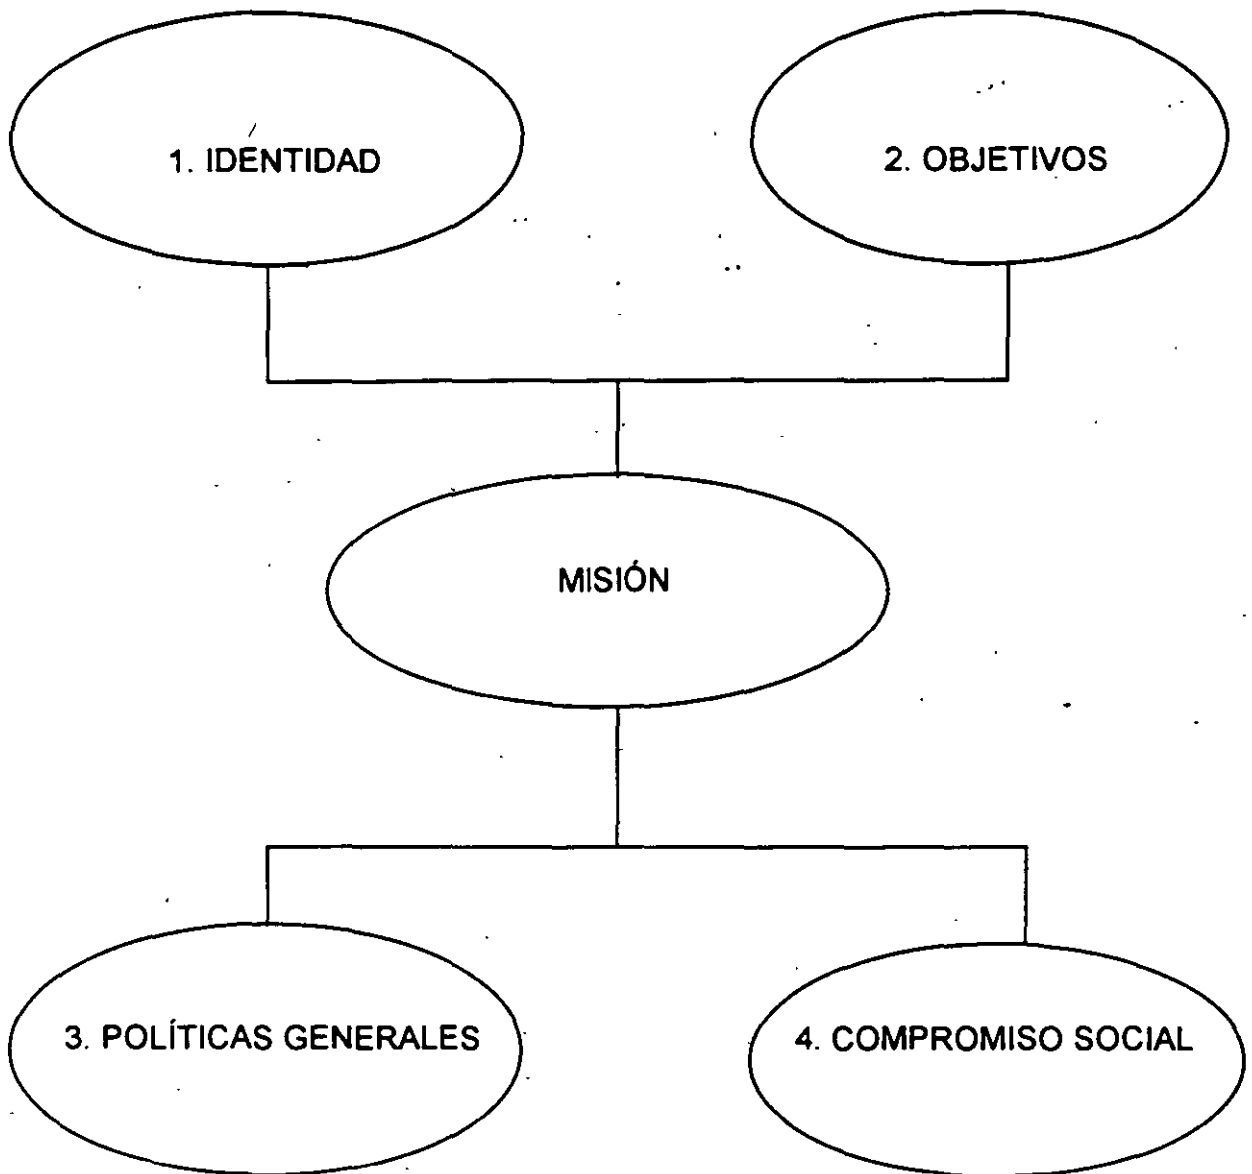 1. IDENTIDAD
2. OBJETIVOS
MISIÓN
3. POLÍTICAS GENERALES
4. COMPROMISO SOCIAL